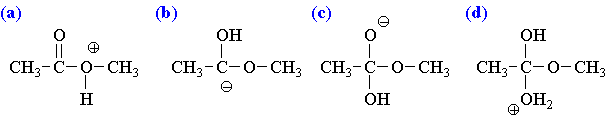 (a) (b) (c) (d)
O OH O ⊖ OH
CH3 – C – O ⊕ – CH3 CH3 – C – O – CH3 CH3 – C – O – CH3 CH3 – C – O – CH3
H ⊖ OH ⊕ OH2